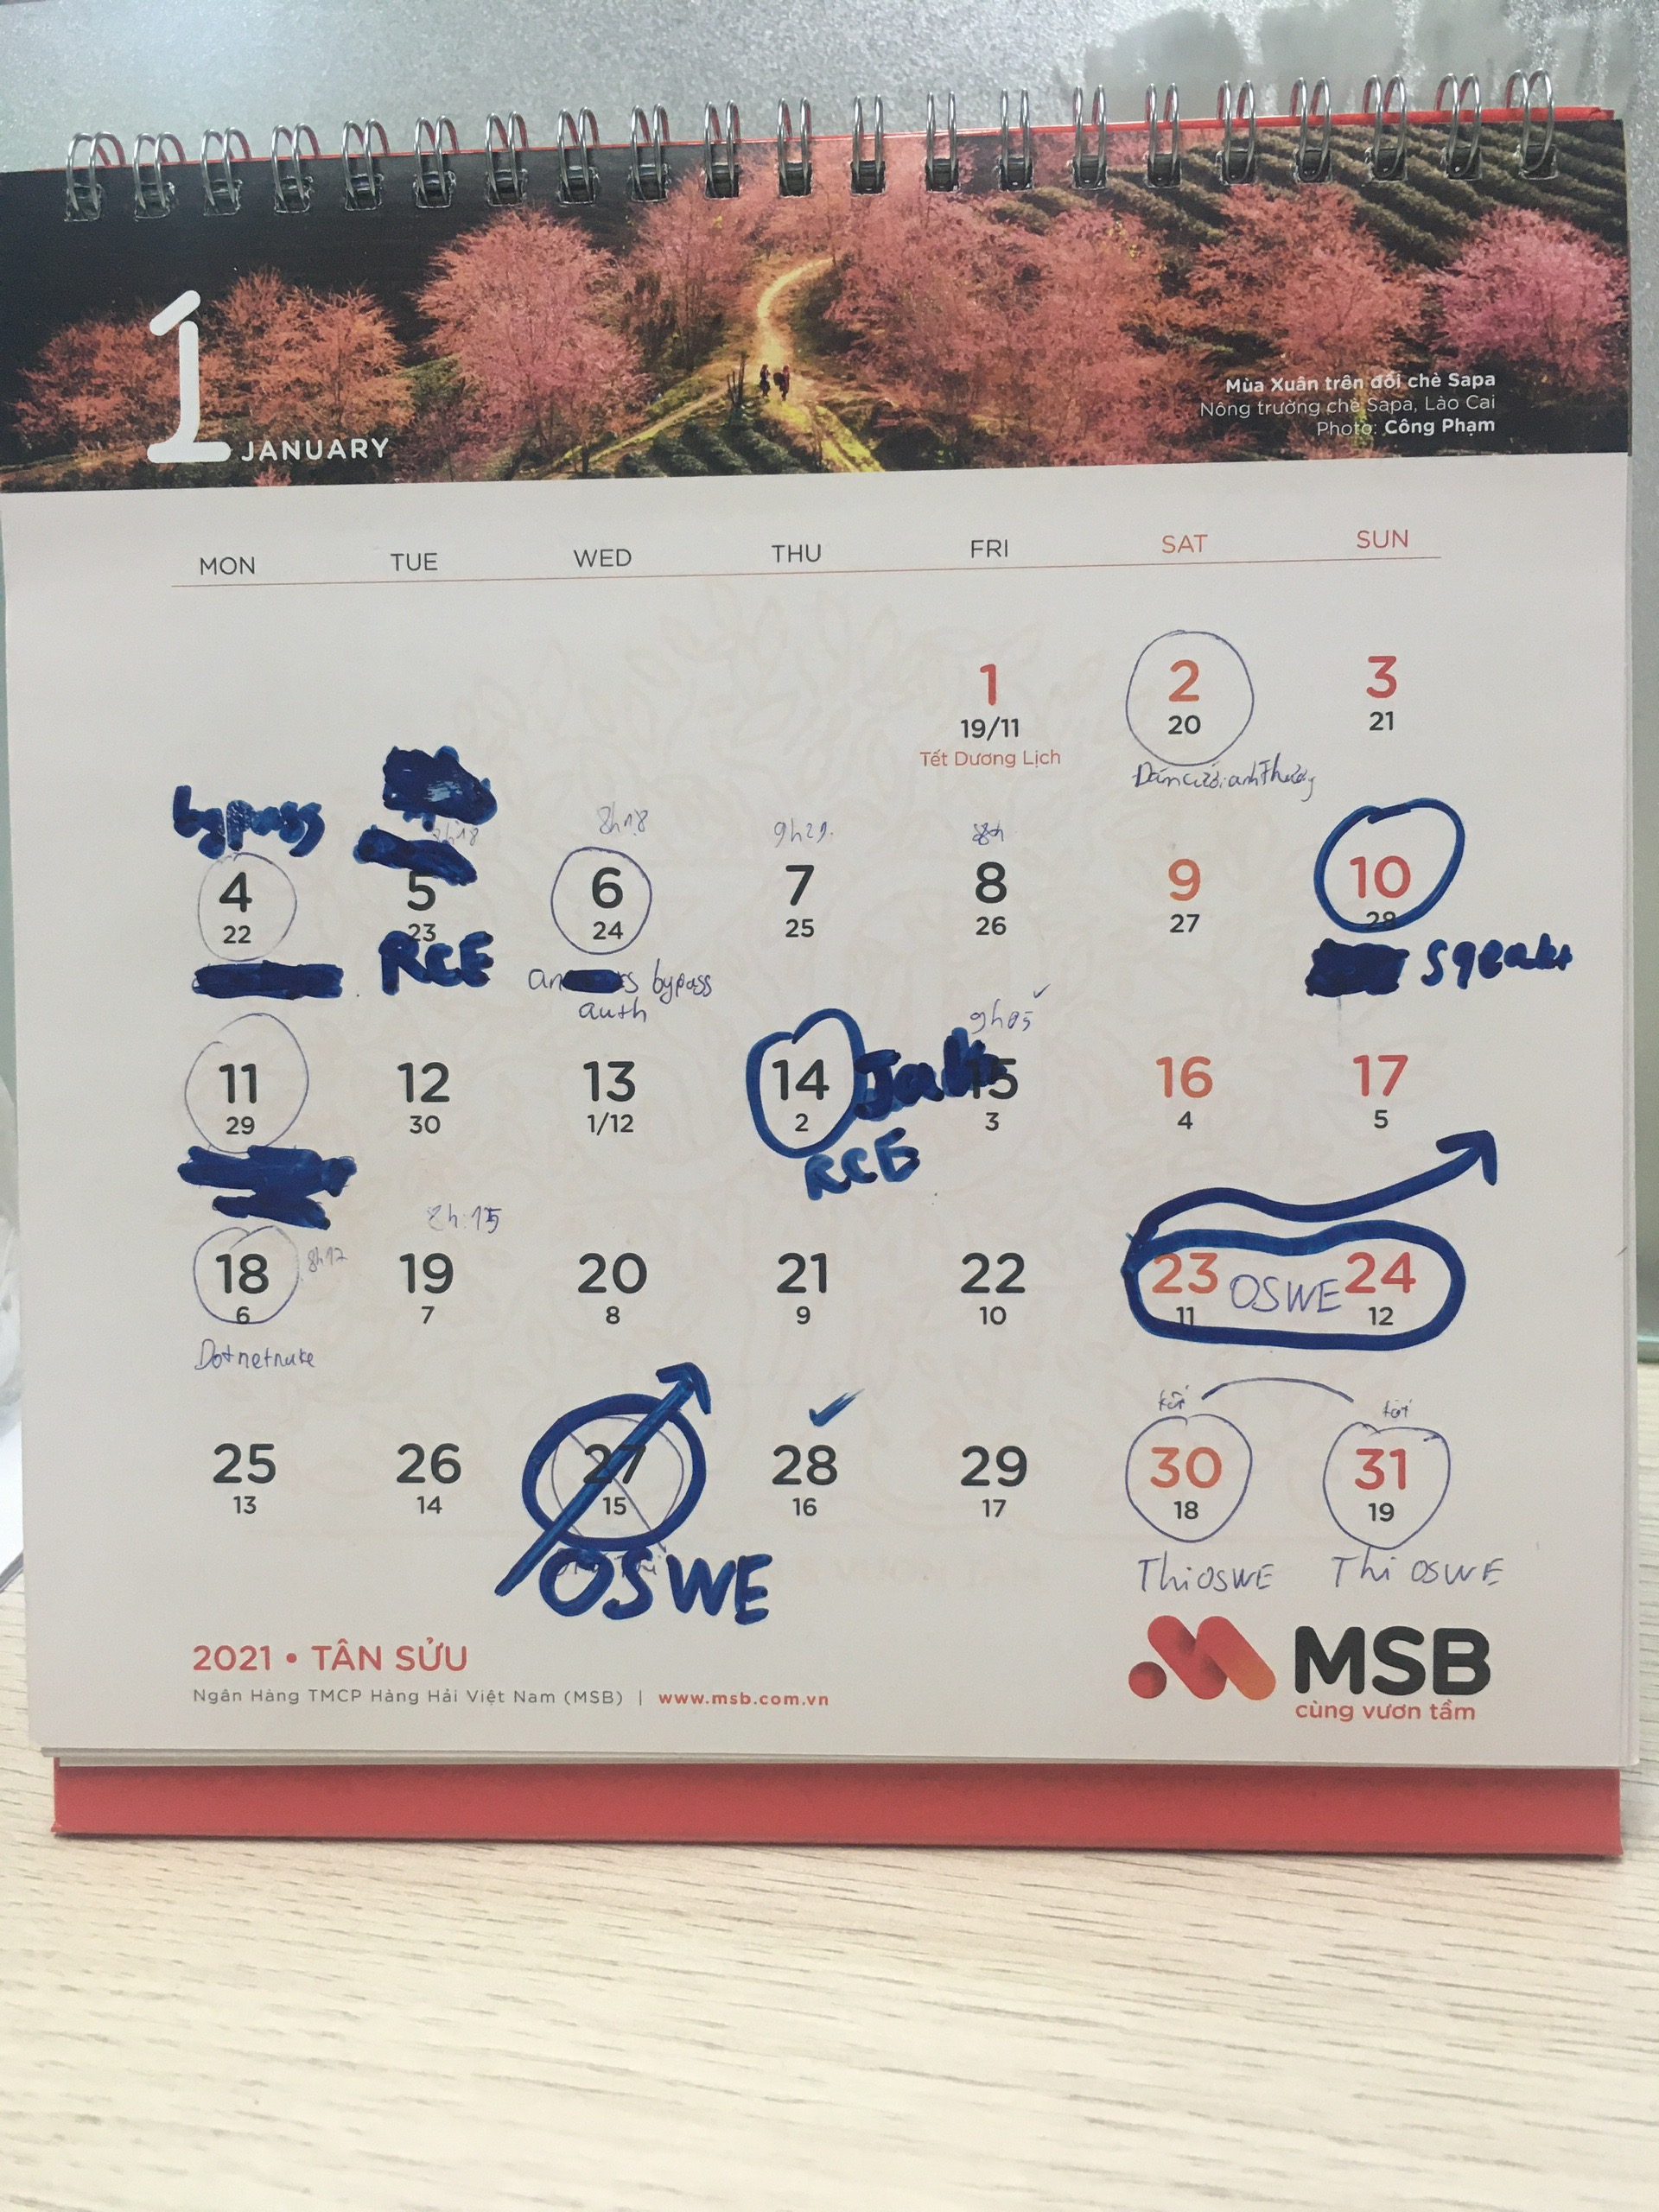 1 JANUARY
Mùa Xuân trên đồi chè Sapa
Nông trường chè Sapa, Lào Cai
Photo: Công Phạm
MON TUE WED THU FRI SAT SUN
1 2 3
19/11 20 21
Tết Dương Lịch
bypass
8h18 9h29 8h
4 5 6 7 8 9 10
22 23 24 25 26 27 28
RCE bypass
auth
9h05
11 12 13 14 15 16 17
29 30 1/12 2 3 4 5
RCE
8h:15
18 8h17 19 20 21 22 23 OSWE 24
6 7 8 9 10 11 12
Dotnetnuke
tới tới
25 26 27 28 29 30 31
13 14 15 16 17 18 19
OSWE Thi OSWE Thi OSWE
2021 • TÂN SỬU
Ngân Hàng TMCP Hàng Hải Việt Nam (MSB) | www.msb.com.vn
MSB
cùng vươn tầm